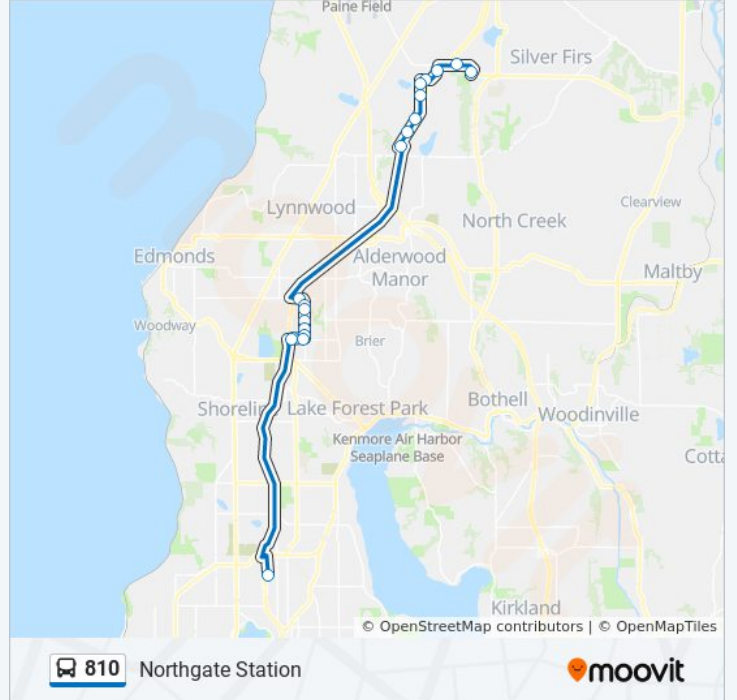 Paine Field
Silver Firs
Clearview
Lynnwood
North Creek
Edmonds
Alderwood
Manor
Maltby
Woodway
Brier
Bothell
Shorelin
Lake Forest Park
Woodinville
Kenmore Air Harbor
Seaplane Base
Cotta
Kirkland
© OpenStreetMap contributors | © OpenMapTiles
810 Northgate Station
moovit